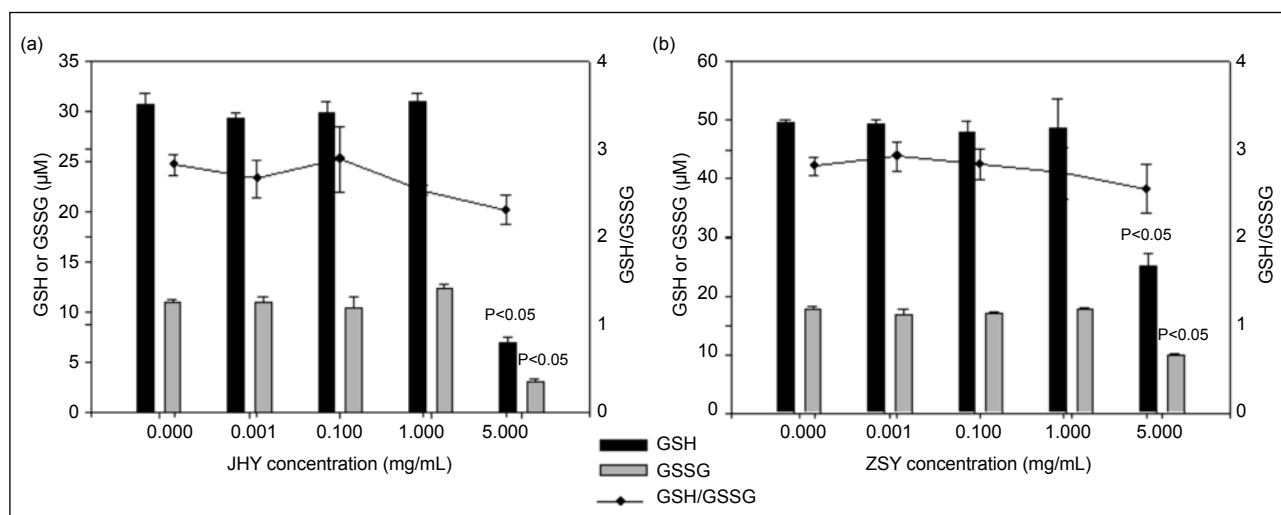 (a)
35
30
25
20
15
10
5
0
GSH or GSSG (µM)
4
3
2
1
0
GSH/GSSG
P<0.05
P<0.05
0.000 0.001 0.100 1.000 5.000
JHY concentration (mg/mL)
(b)
60
50
40
30
20
10
0
GSH or GSSG (µM)
4
3
2
1
0
GSH/GSSG
P<0.05
P<0.05
0.000 0.001 0.100 1.000 5.000
ZSY concentration (mg/mL)
GSH
GSSG
GSH/GSSG